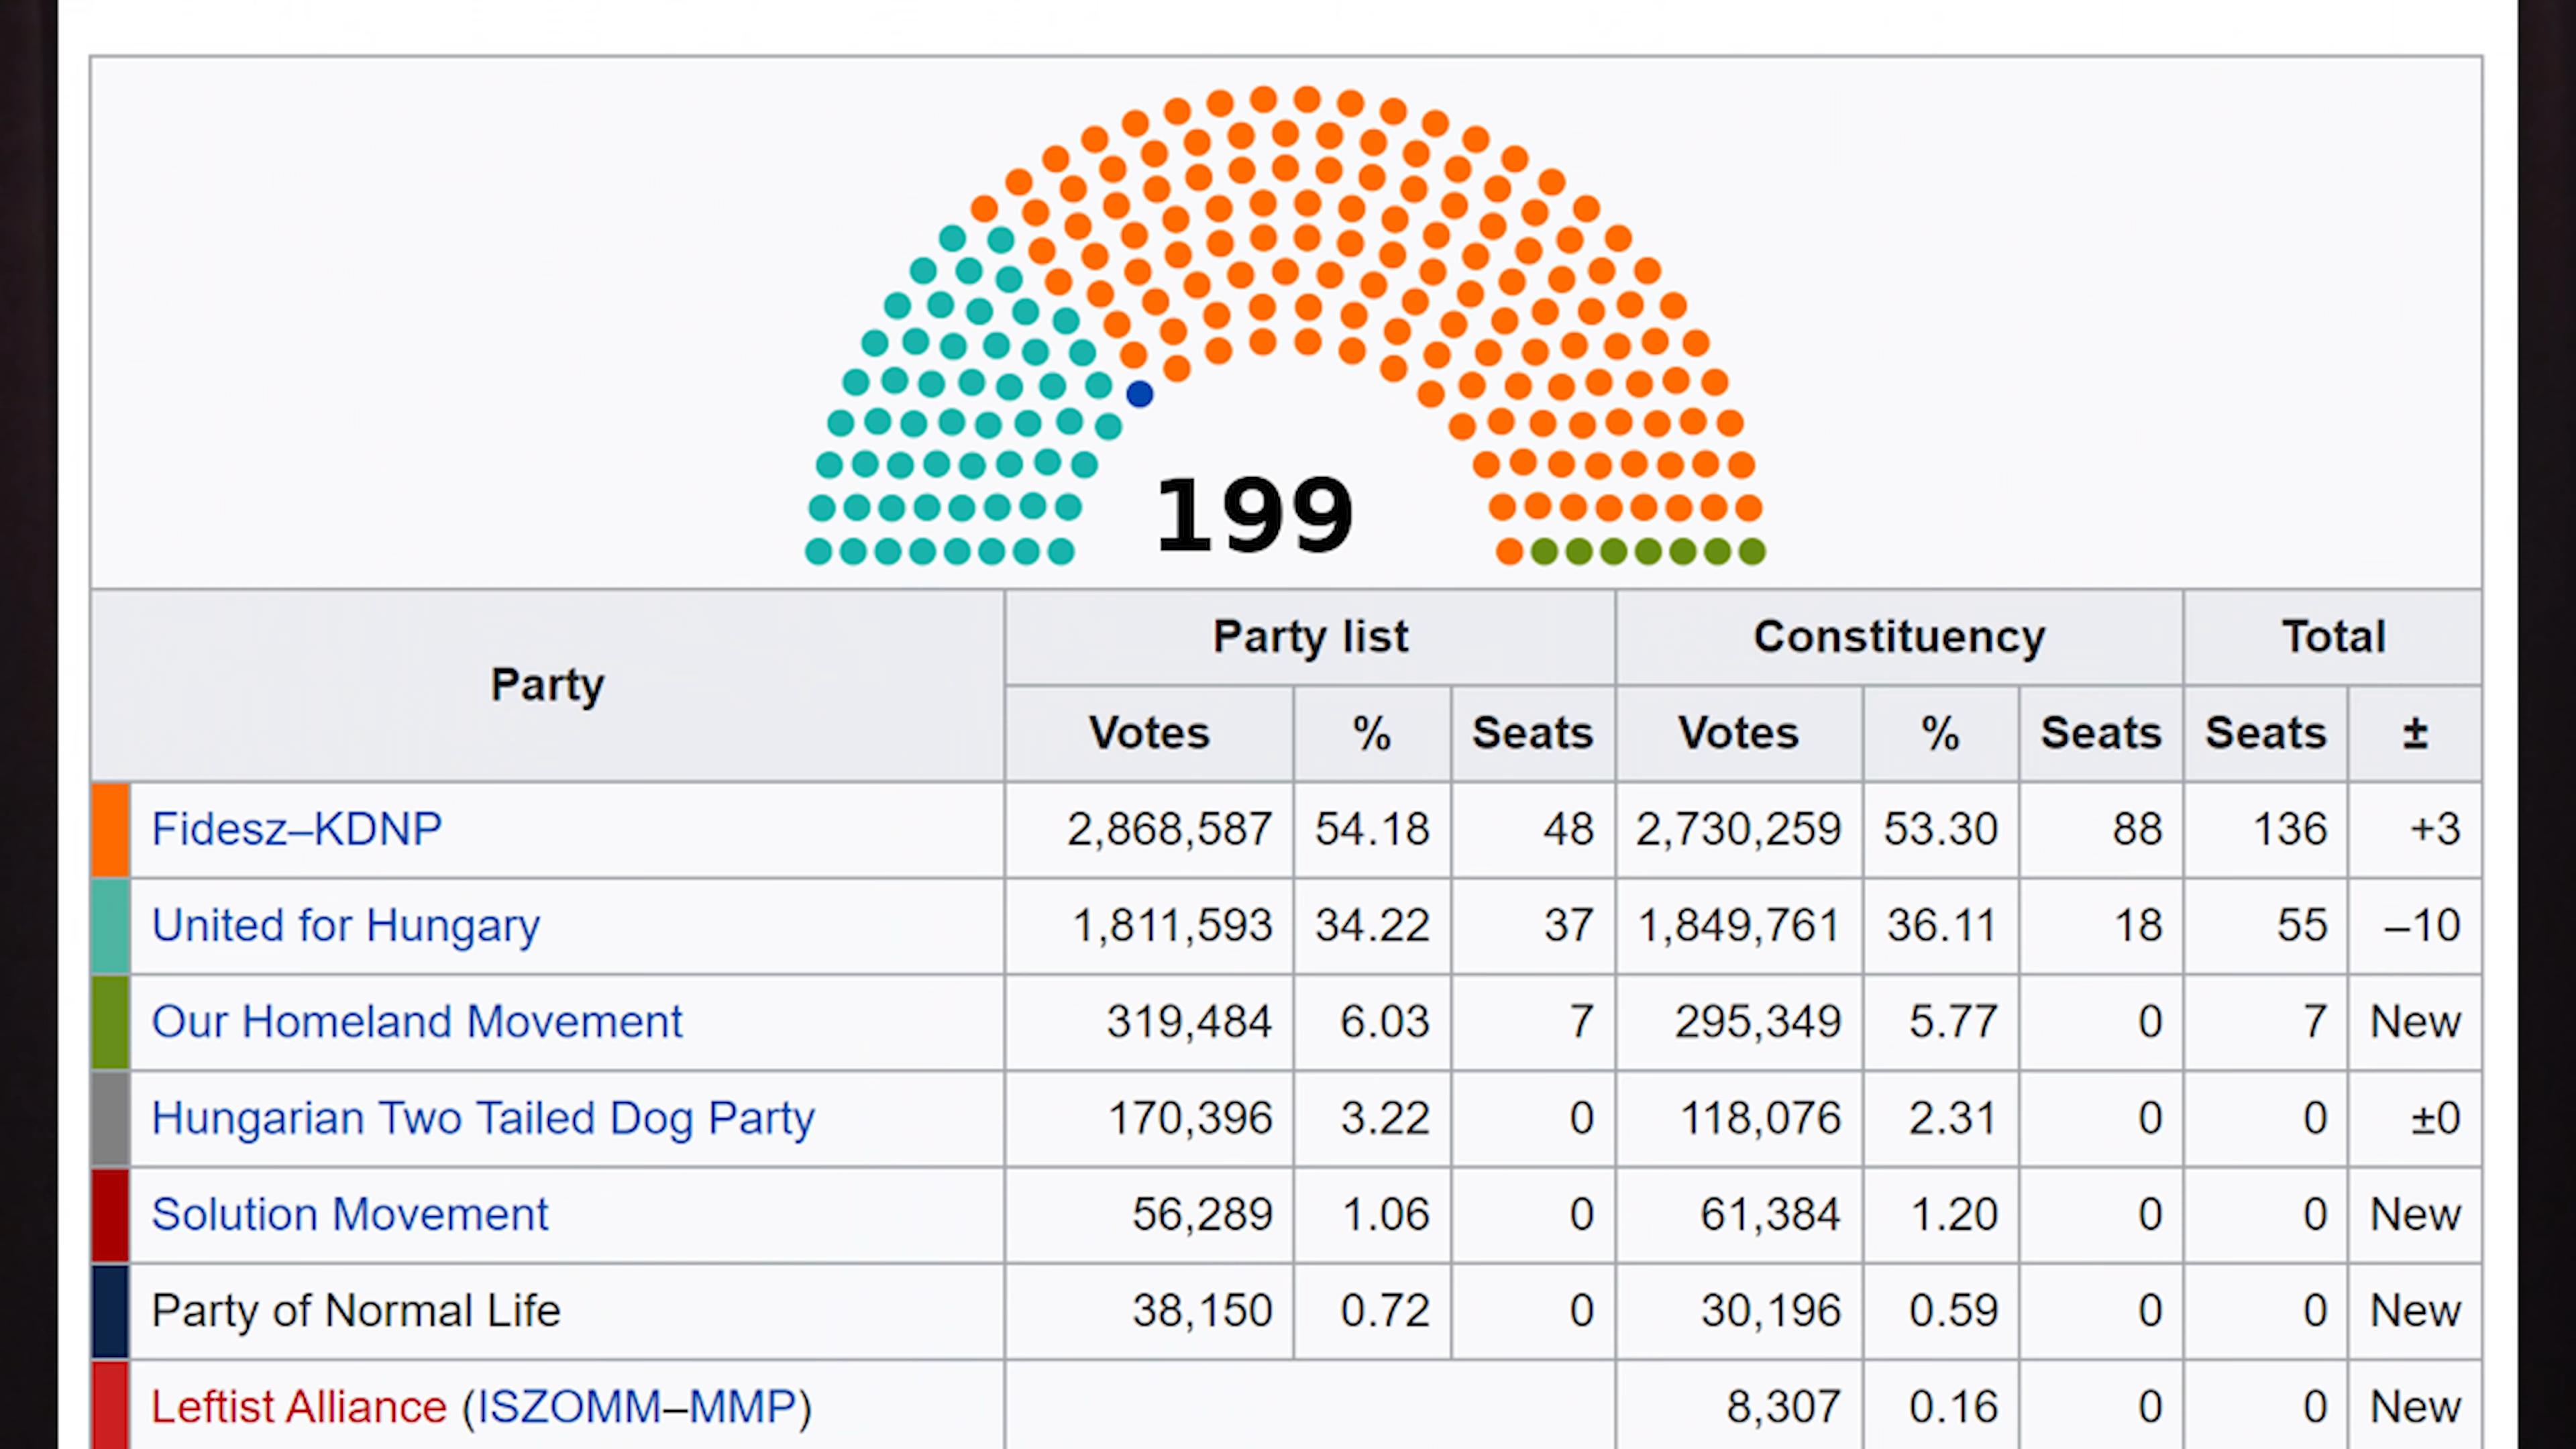 199
Party Party list Constituency Total
Votes % Seats Votes % Seats Seats ±
Fidesz–KDNP 2,868,587 54.18 48 2,730,259 53.30 88 136 +3
United for Hungary 1,811,593 34.22 37 1,849,761 36.11 18 55 –10
Our Homeland Movement 319,484 6.03 7 295,349 5.77 0 7 New
Hungarian Two Tailed Dog Party 170,396 3.22 0 118,076 2.31 0 0 ±0
Solution Movement 56,289 1.06 0 61,384 1.20 0 0 New
Party of Normal Life 38,150 0.72 0 30,196 0.59 0 0 New
Leftist Alliance (ISZOMM–MMP) 8,307 0.16 0 0 New